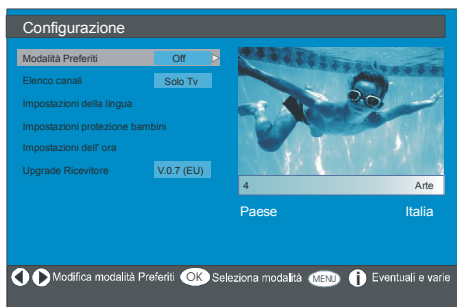 Configurazione
Modalità Preferiti Off
Elenco canali Solo Tv
Impostazioni della lingua
Impostazioni protezione bambini
Impostazioni dell' ora
Upgrade Ricevitore V.0.7 (EU)
4 Arte
Paese Italia
Modifica modalità Preferiti OK Seleziona modalità MENU i Eventuali e varie